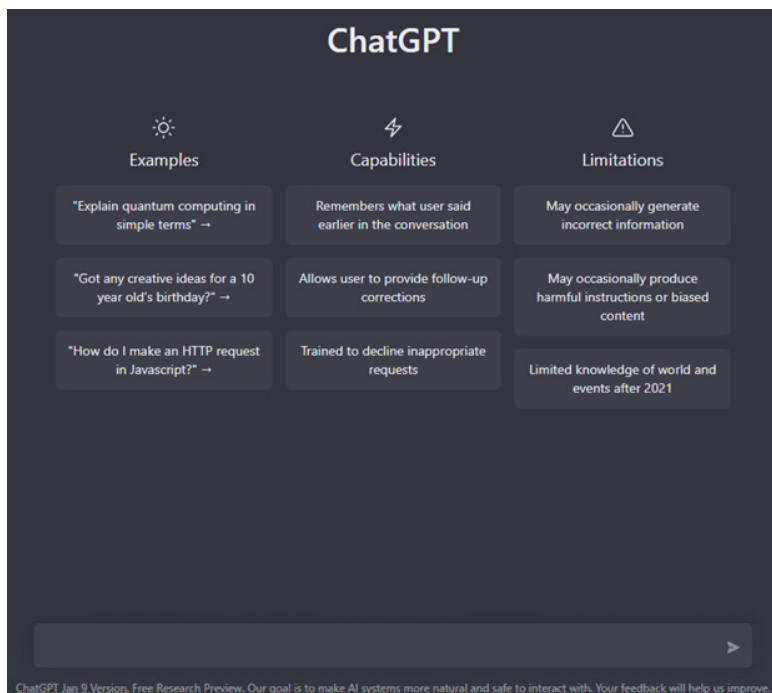 ChatGPT
Examples
"Explain quantum computing in
simple terms" →
"Got any creative ideas for a 10
year old's birthday?" →
"How do I make an HTTP request
in Javascript?" →
Capabilities
Remembers what user said
earlier in the conversation
Allows user to provide follow-up
corrections
Trained to decline inappropriate
requests
Limitations
May occasionally generate
incorrect information
May occasionally produce
harmful instructions or biased
content
Limited knowledge of world and
events after 2021
ChatGPT Jan 9 Version. Free Research Preview. Our goal is to make AI systems more natural and safe to interact with. Your feedback will help us improve.